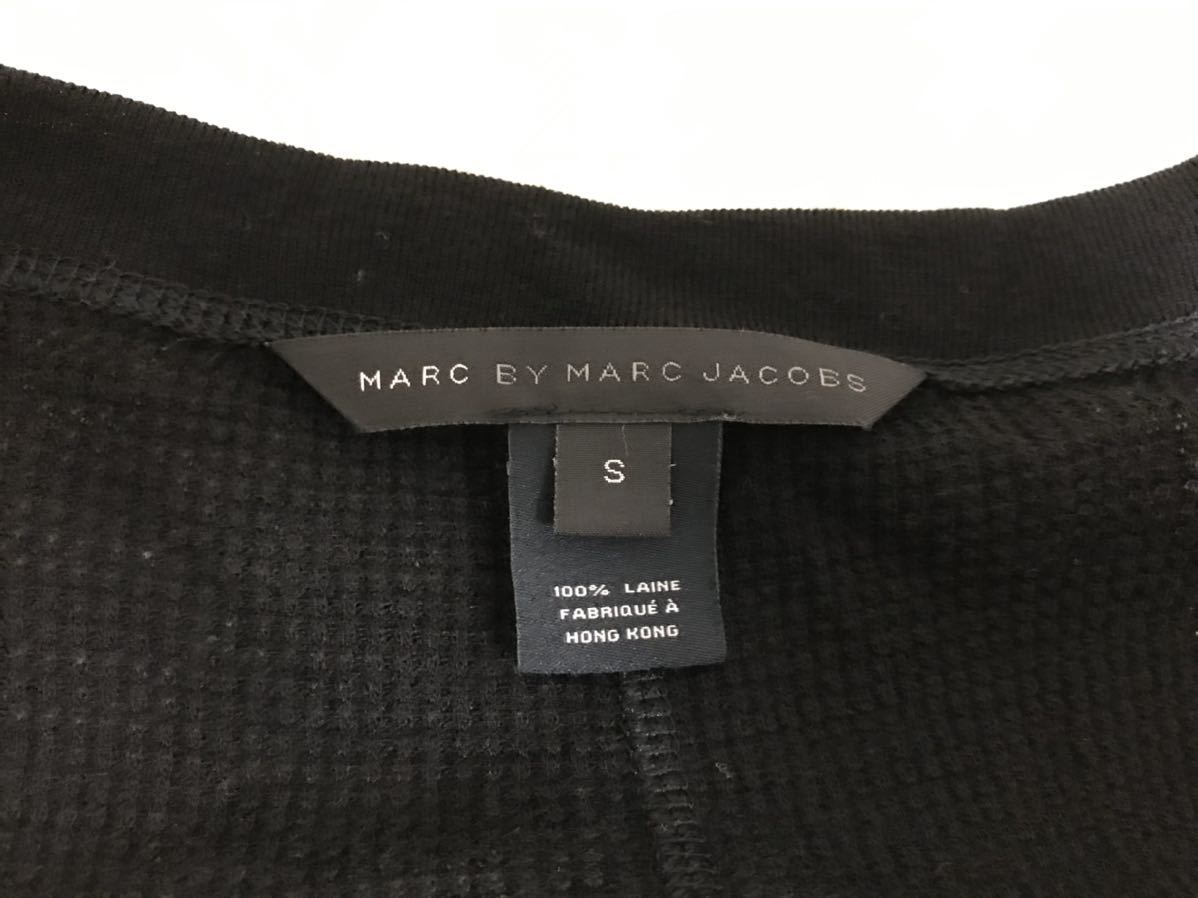 MARC BY MARC JACOBS
S
100% LAINE
FABRIQUÉ À
HONG KONG